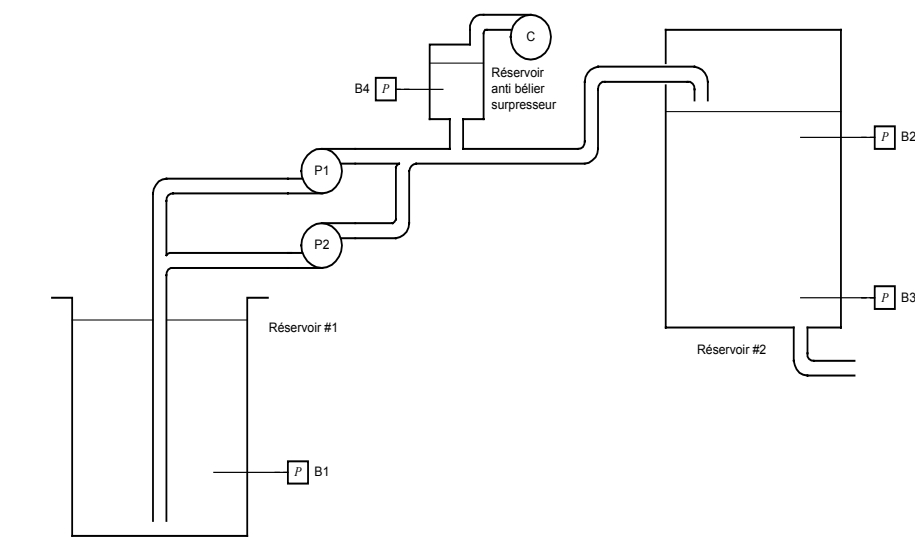 C
Réservoir
anti bélier
surpresseur
B4
P
P
B2
P1
P2
P
B3
Réservoir #1
Réservoir #2
P
B1